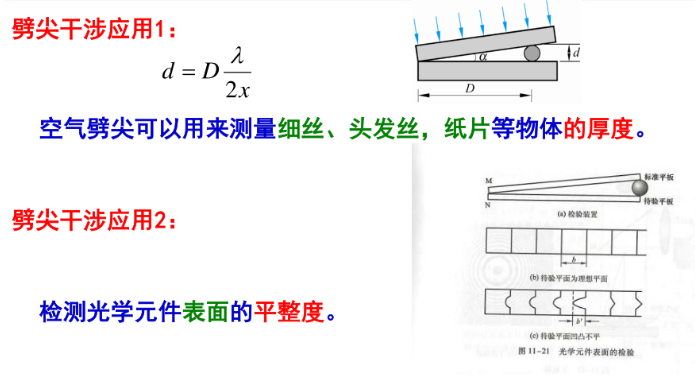 劈尖干涉应用1：
d = D λ/2x
α
d
D
空气劈尖可以用来测量细丝、头发丝，纸片等物体的厚度。
M
标准平板
N
待验平板
(a) 检验装置
劈尖干涉应用2：
b
(b) 待验平面为理想平面
检测光学元件表面的平整度。
b'
(c) 待验平面凹凸不平
图 11-21 光学元件表面的检验